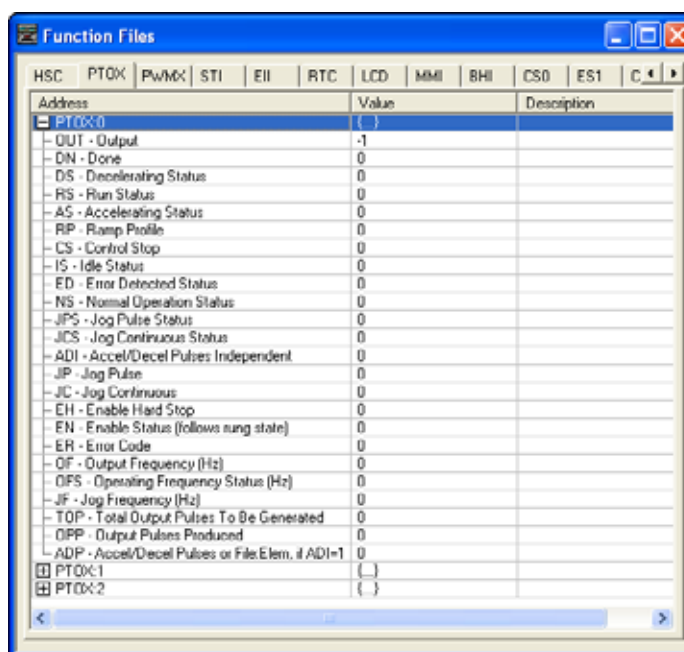 Function Files
HSC PTOX PWMX STI EII RTC LCD MMI BHI CS0 ES1 C
Address Value Description
PTOX:0 {...}
OUT - Output -1
DN - Done 0
DS - Decelerating Status 0
RS - Run Status 0
AS - Accelerating Status 0
RP - Ramp Profile 0
CS - Control Stop 0
IS - Idle Status 0
ED - Error Detected Status 0
NS - Normal Operation Status 0
JPS - Jog Pulse Status 0
JCS - Jog Continuous Status 0
ADI - Accel/Decel Pulses Independent 0
JP - Jog Pulse 0
JC - Jog Continuous 0
EH - Enable Hard Stop 0
EN - Enable Status (follows rung state) 0
ER - Error Code 0
OF - Output Frequency (Hz) 0
OFS - Operating Frequency Status (Hz) 0
JF - Jog Frequency (Hz) 0
TOP - Total Output Pulses To Be Generated 0
OPP - Output Pulses Produced 0
ADP - Accel/Decel Pulses or File:Elem, if ADI=1 0
PTOX:1 {...}
PTOX:2 {...}